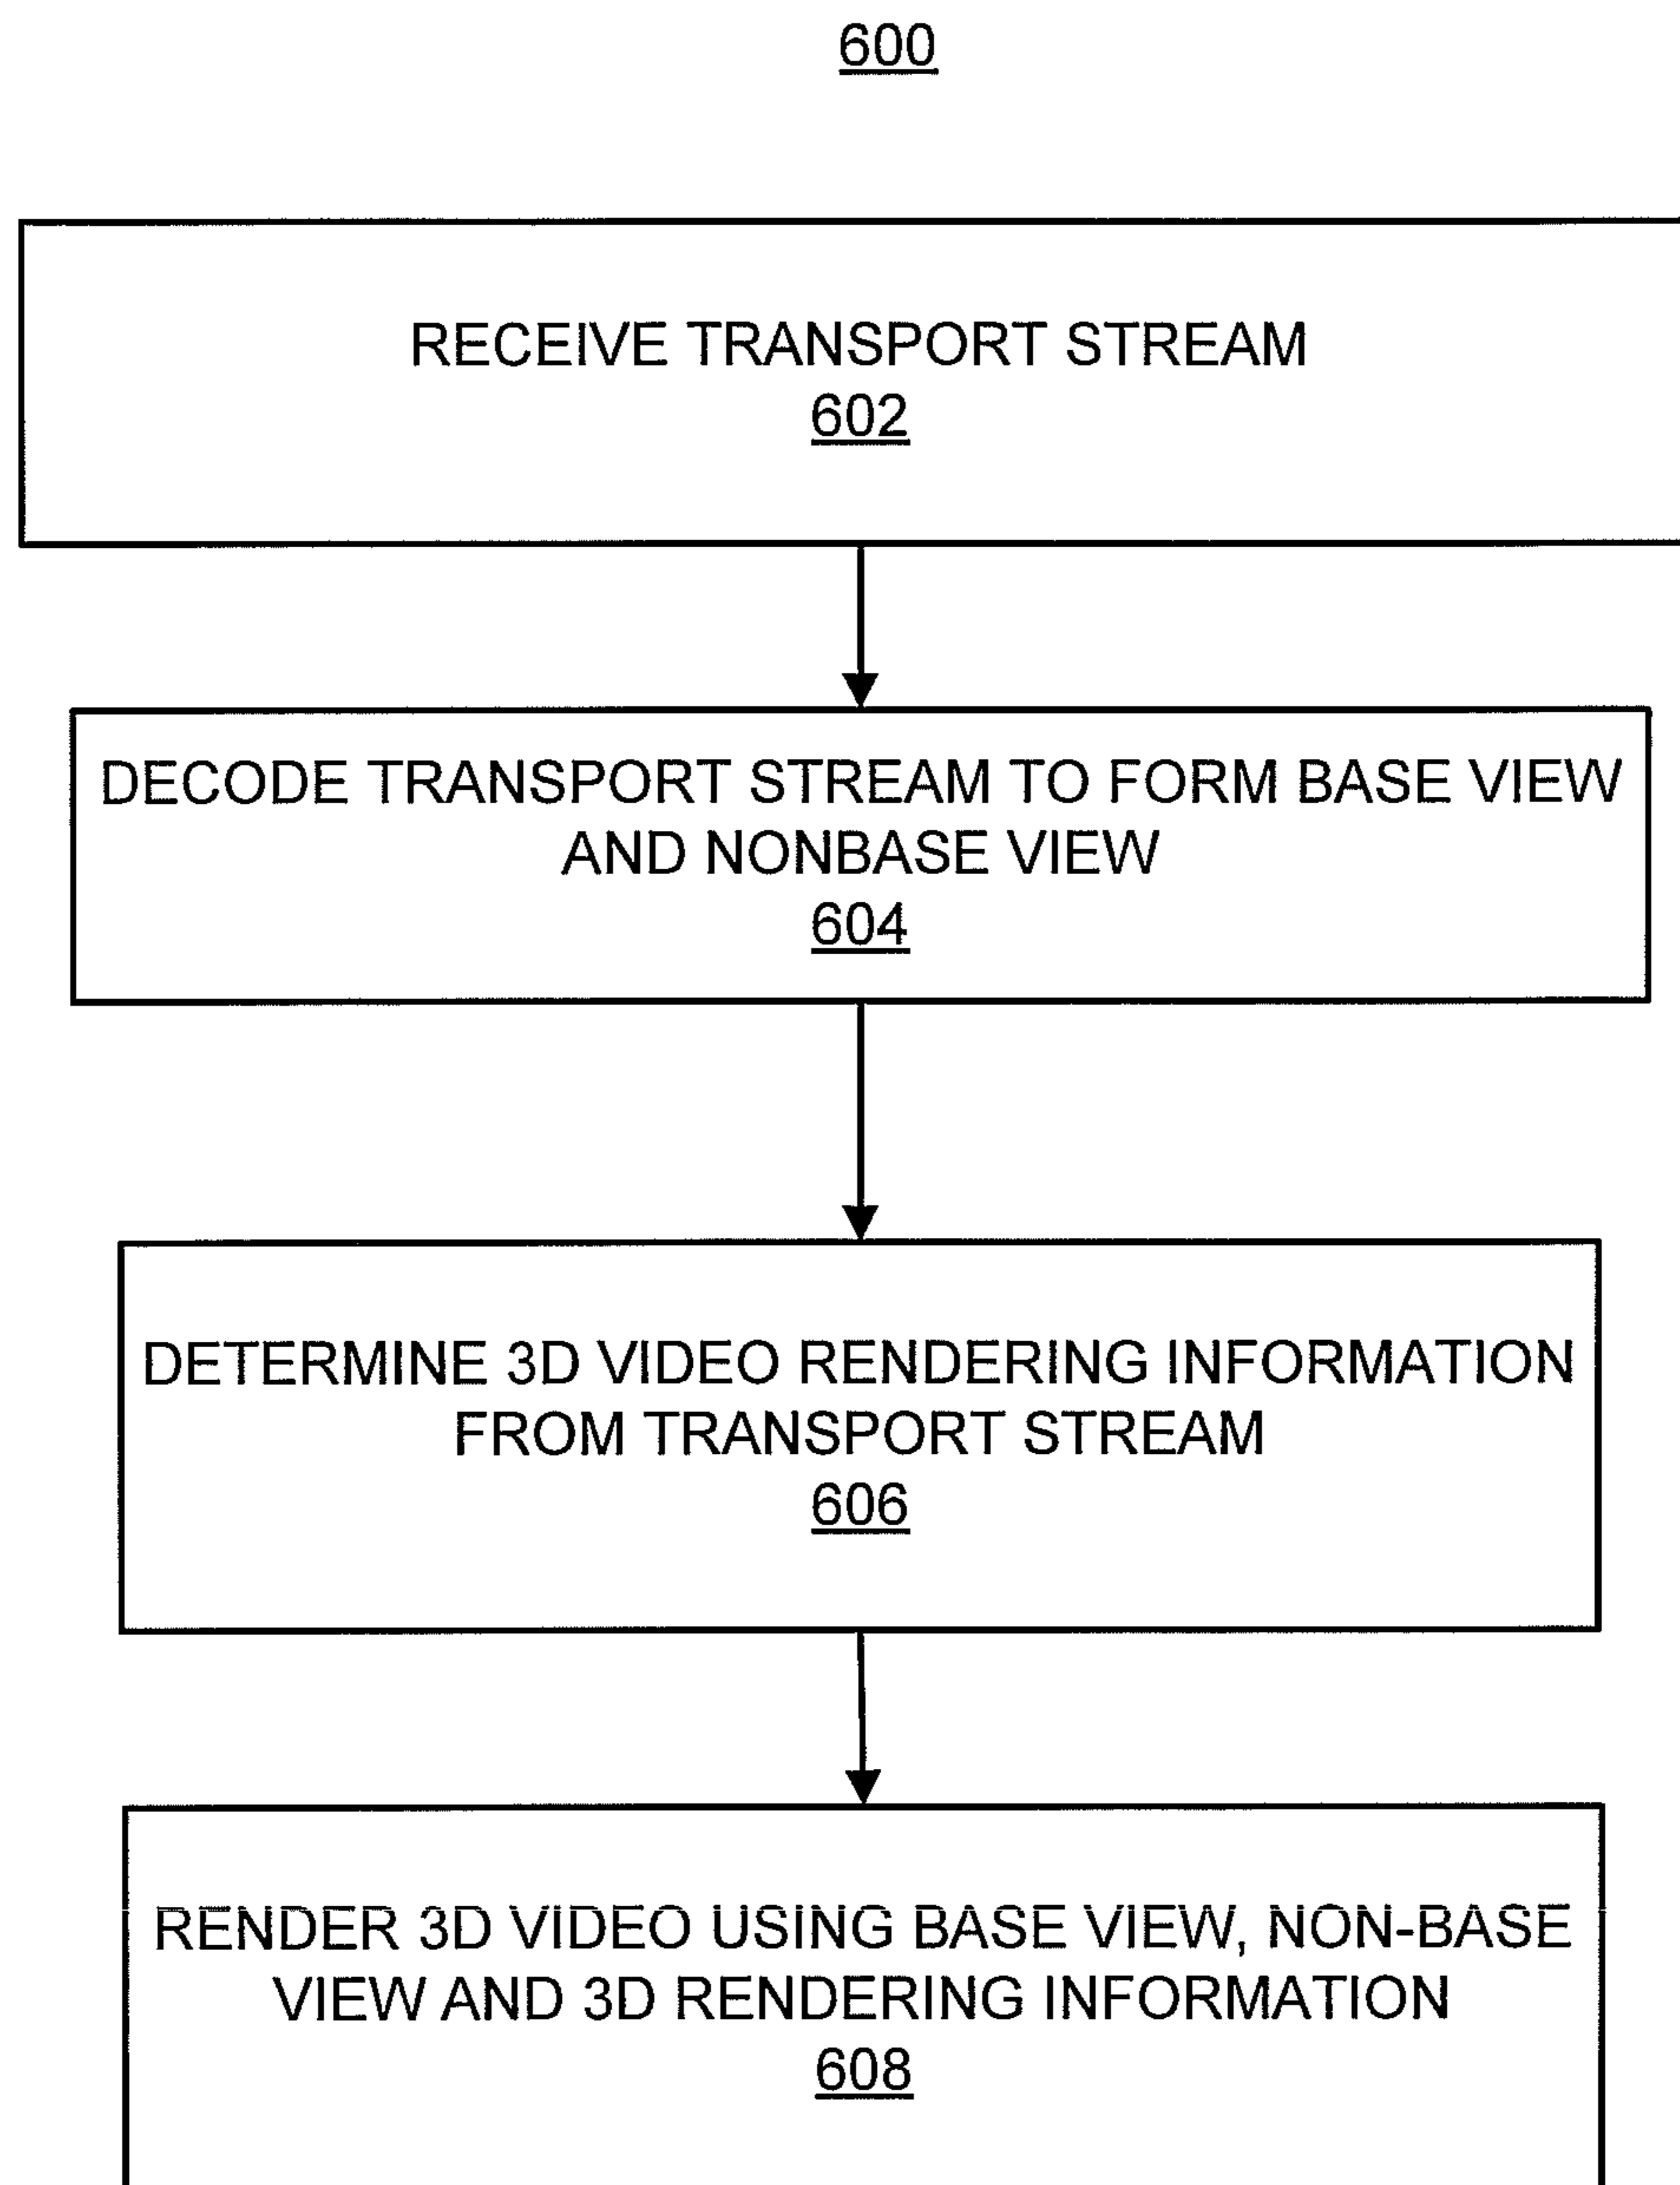 600
RECEIVE TRANSPORT STREAM
602
DECODE TRANSPORT STREAM TO FORM BASE VIEW
AND NONBASE VIEW
604
DETERMINE 3D VIDEO RENDERING INFORMATION
FROM TRANSPORT STREAM
606
RENDER 3D VIDEO USING BASE VIEW, NON-BASE
VIEW AND 3D RENDERING INFORMATION
608